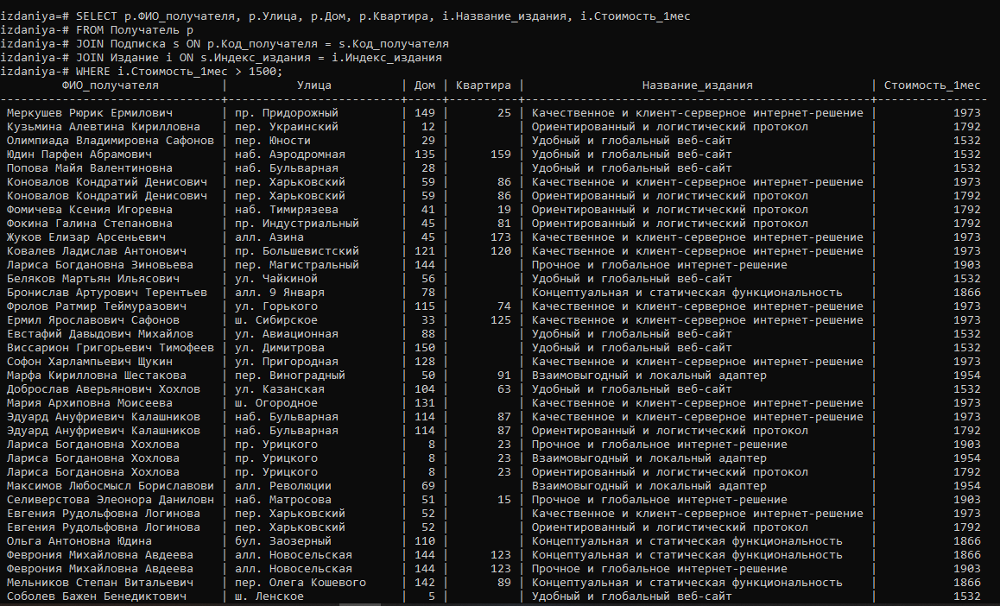 izdaniya=# SELECT p.ФИО_получателя, p.Улица, p.Дом, p.Квартира, i.Название_издания, i.Стоимость_1мес
izdaniya-# FROM Получатель p
izdaniya-# JOIN Подписка s ON p.Код_получателя = s.Код_получателя
izdaniya-# JOIN Издание i ON s.Индекс_издания = i.Индекс_издания
izdaniya-# WHERE i.Стоимость_1мес > 1500;
ФИО_получателя | Улица | Дом | Квартира | Название_издания | Стоимость_1мес
Меркушев Рюрик Ермилович | пр. Придорожный | 149 | 25 | Качественное и клиент-серверное интернет-решение | 1973
Кузьмина Алевтина Кирилловна | пер. Украинский | 12 | | Ориентированный и логистический протокол | 1792
Олимпиада Владимировна Сафонов | пер. Юности | 29 | | Удобный и глобальный веб-сайт | 1532
Юдин Парфен Абрамович | наб. Аэродромная | 135 | 159 | Удобный и глобальный веб-сайт | 1532
Попова Майя Валентиновна | наб. Бульварная | 28 | | Удобный и глобальный веб-сайт | 1532
Коновалов Кондратий Денисович | пер. Харьковский | 59 | 86 | Качественное и клиент-серверное интернет-решение | 1973
Коновалов Кондратий Денисович | пер. Харьковский | 59 | 86 | Ориентированный и логистический протокол | 1792
Фомичева Ксения Игоревна | наб. Тимирязева | 41 | 19 | Ориентированный и логистический протокол | 1792
Фокина Галина Степановна | пр. Индустриальный | 45 | 81 | Ориентированный и логистический протокол | 1792
Жуков Елизар Арсеньевич | алл. Азина | 45 | 173 | Качественное и клиент-серверное интернет-решение | 1973
Ковалев Ладислав Антонович | пр. Большевистский | 121 | 120 | Качественное и клиент-серверное интернет-решение | 1973
Лариса Богдановна Зиновьева | пер. Магистральный | 144 | | Прочное и глобальное интернет-решение | 1903
Беляков Мартьян Ильясович | ул. Чайкиной | 56 | | Удобный и глобальный веб-сайт | 1532
Бронислав Артурович Терентьев | алл. 9 Января | 78 | | Концептуальная и статическая функциональность | 1866
Фролов Ратмир Теймуразович | ул. Горького | 115 | 74 | Качественное и клиент-серверное интернет-решение | 1973
Ермил Ярославович Сафонов | ш. Сибирское | 33 | 125 | Качественное и клиент-серверное интернет-решение | 1973
Евстафий Давыдович Михайлов | ул. Авиационная | 88 | | Удобный и глобальный веб-сайт | 1532
Виссарион Григорьевич Тимофеев | ул. Димитрова | 150 | | Удобный и глобальный веб-сайт | 1532
Софон Харлампьевич Щукин | ул. Пригородная | 128 | | Качественное и клиент-серверное интернет-решение | 1973
Марфа Кирилловна Шестакова | пер. Виноградный | 50 | 91 | Взаимовыгодный и локальный адаптер | 1954
Доброслав Аверьянович Хохлов | ул. Казанская | 104 | 63 | Удобный и глобальный веб-сайт | 1532
Мария Архиповна Моисеева | ш. Огородное | 131 | | Качественное и клиент-серверное интернет-решение | 1973
Эдуард Ануфриевич Калашников | наб. Бульварная | 114 | 87 | Качественное и клиент-серверное интернет-решение | 1973
Эдуард Ануфриевич Калашников | наб. Бульварная | 114 | 87 | Ориентированный и логистический протокол | 1792
Лариса Богдановна Хохлова | пр. Урицкого | 8 | 23 | Прочное и глобальное интернет-решение | 1903
Лариса Богдановна Хохлова | пр. Урицкого | 8 | 23 | Взаимовыгодный и локальный адаптер | 1954
Лариса Богдановна Хохлова | пр. Урицкого | 8 | 23 | Ориентированный и логистический протокол | 1792
Максимов Любосмысл Бориславови | алл. Революции | 69 | | Взаимовыгодный и локальный адаптер | 1954
Селиверстова Элеонора Даниловн | наб. Матросова | 51 | 15 | Прочное и глобальное интернет-решение | 1903
Евгения Рудольфовна Логинова | пер. Харьковский | 52 | | Качественное и клиент-серверное интернет-решение | 1973
Евгения Рудольфовна Логинова | пер. Харьковский | 52 | | Ориентированный и логистический протокол | 1792
Ольга Антоновна Юдина | бул. Заозерный | 110 | | Концептуальная и статическая функциональность | 1866
Феврония Михайловна Авдеева | алл. Новосельская | 144 | 123 | Концептуальная и статическая функциональность | 1866
Феврония Михайловна Авдеева | алл. Новосельская | 144 | 123 | Прочное и глобальное интернет-решение | 1903
Мельников Степан Витальевич | пер. Олега Кошевого | 142 | 89 | Концептуальная и статическая функциональность | 1866
Соболев Бажен Бенедиктович | ш. Ленское | 5 | | Удобный и глобальный веб-сайт | 1532